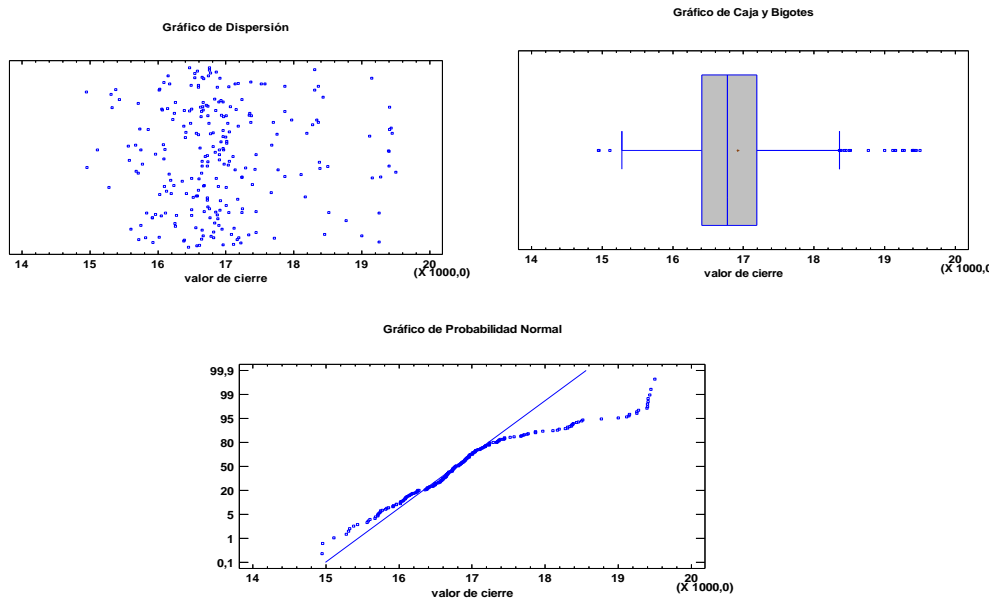 Gráfico de Dispersión
14 15 16 17 18 19 20
(X 1000,0)
valor de cierre
Gráfico de Caja y Bigotes
14 15 16 17 18 19 20
(X 1000,0
valor de cierre
Gráfico de Probabilidad Normal
99,9
99
95
80
50
20
5
1
0,1
14 15 16 17 18 19 20
(X 1000,0)
valor de cierre